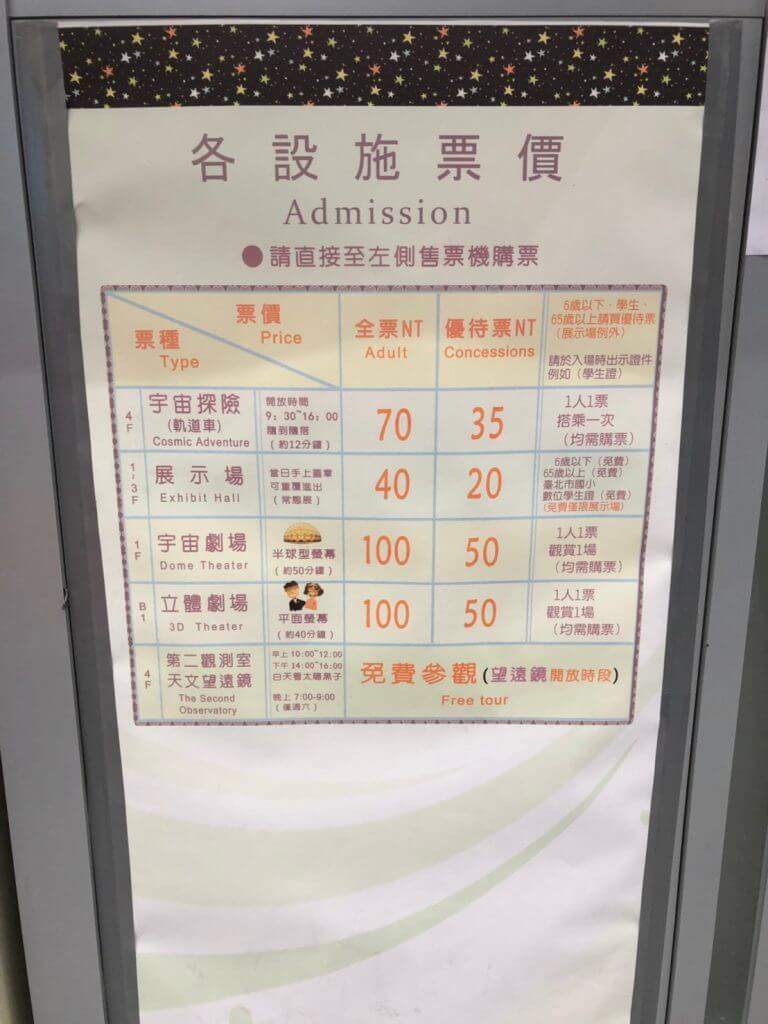 各設施票價
Admission
●請直接至左側售票機購票
票價
Price
票種
Type
全票NT
Adult
優待票NT
Concessions
6歲以下、學生、
65歲以上請買優待票
(展示場例外)
請於入場時出示證件
例如(學生證)
4F
宇宙探險
(軌道車)
Cosmic Adventure
開放時間
9:30~16:00
隨到隨搭
(約12分鐘)
70
35
1人1票
搭乘一次
(均需購票)
1~3F
展示場
Exhibit Hall
當日手上蓋章
可重覆進出
(常態展)
40
20
6歲以下(免費)
65歲以上(免費)
臺北市國小
數位學生證(免費)
(免費僅限展示場)
1F
宇宙劇場
Dome Theater
半球型螢幕
(約50分鐘)
100
50
1人1票
觀賞1場
(均需購票)
B1
立體劇場
3D Theater
平面螢幕
(約40分鐘)
100
50
1人1票
觀賞1場
(均需購票)
4F
第二觀測室
天文望遠鏡
The Second
Observatory
早上10:00~12:00
下午14:00~16:00
白天看太陽黑子
晚上7:00-9:00
(僅週六)
免費參觀(望遠鏡開放時段)
Free tour